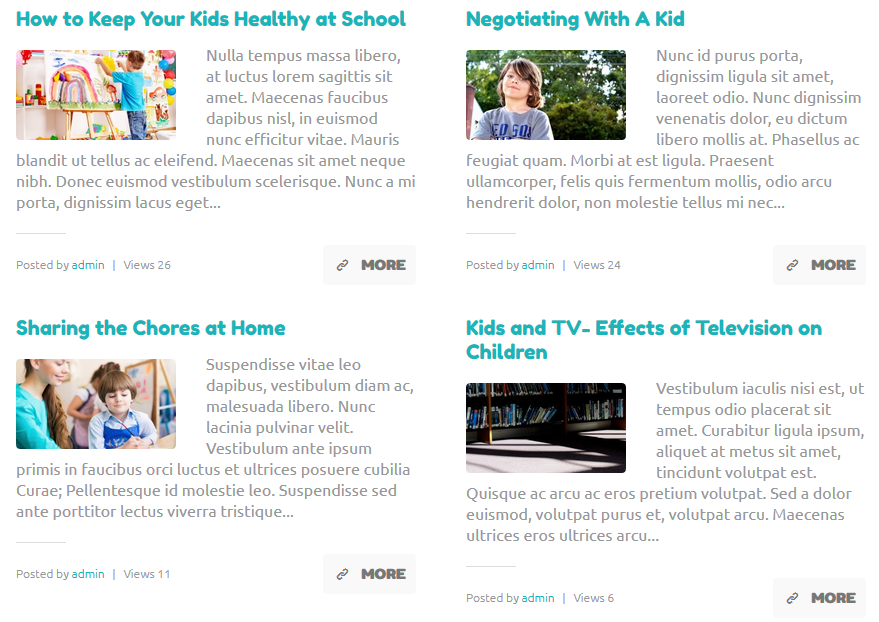 How to Keep Your Kids Healthy at School
Nulla tempus massa libero,
at luctus lorem sagittis sit
amet. Maecenas faucibus
dapibus nisl, in euismod
nunc efficitur vitae. Mauris
blandit ut tellus ac eleifend. Maecenas sit amet neque
nibh. Donec euismod vestibulum scelerisque. Nunc a mi
porta, dignissim lacus eget...
Posted by admin | Views 26
MORE
Negotiating With A Kid
Nunc id purus porta,
dignissim ligula sit amet,
laoreet odio. Nunc dignissim
venenatis dolor, eu dictum
libero mollis at. Phasellus ac
feugiat quam. Morbi at est ligula. Praesent
ullamcorper, felis quis fermentum mollis, odio arcu
hendrerit dolor, non molestie tellus mi nec...
Posted by admin | Views 24
MORE
Sharing the Chores at Home
Suspendisse vitae leo
dapibus, vestibulum diam ac,
malesuada libero. Nunc
lacinia pulvinar velit.
Vestibulum ante ipsum
primis in faucibus orci luctus et ultrices posuere cubilia
Curae; Pellentesque id molestie leo. Suspendisse sed
ante porttitor lectus viverra tristique...
Posted by admin | Views 11
MORE
Kids and TV- Effects of Television on
Children
Vestibulum iaculis nisi est, ut
tempus odio placerat sit
amet. Curabitur ligula ipsum,
aliquet at metus sit amet,
tincidunt volutpat est.
Quisque ac arcu ac eros pretium volutpat. Sed a dolor
euismod, volutpat purus et, volutpat arcu. Maecenas
ultrices eros ultrices arcu...
Posted by admin | Views 6
MORE